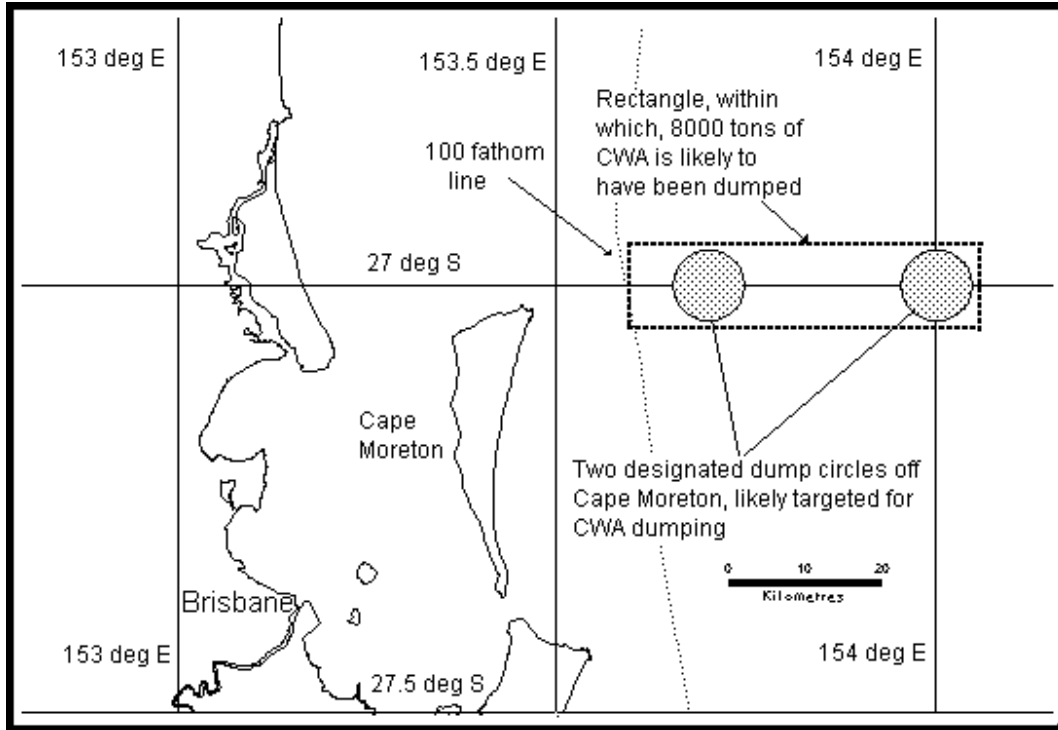 153 deg E
153.5 deg E
154 deg E
Rectangle, within
which, 8000 tons of
CWA is likely to
have been dumped
100 fathom
line
27 deg S
Cape
Moreton
Two designated dump circles off
Cape Moreton, likely targeted for
CWA dumping
0 10 20
Kilometres
Brisbane
153 deg E
154 deg E
27.5 deg S